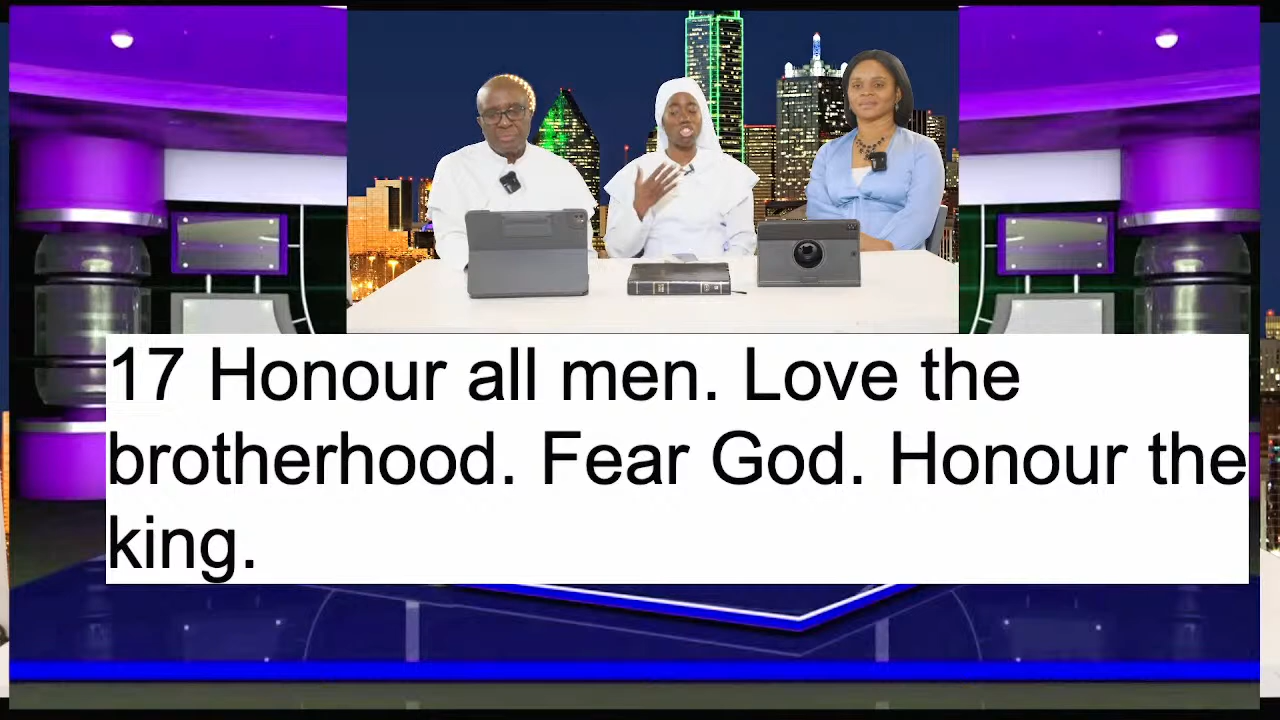 17 Honour all men. Love the
brotherhood. Fear God. Honour the
king.